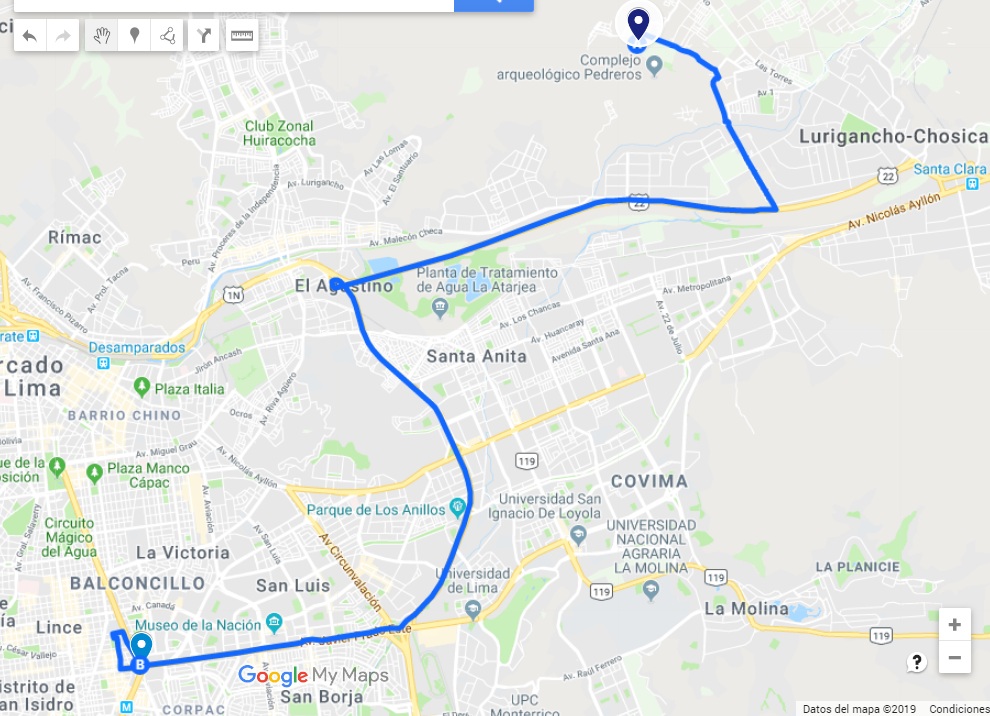 Complejo
arqueológico Pedreros
Las Torres
Av. 1
Club Zonal
Huiracocha
Lurigancho-Chosica
Av. Las Lomas
Av. El Santuario
Santa Clara
22
Av. Lurigancho
22
Av. Nicolás Ayllón
Av. Proceres de la Independencia
Rímac
Av. Malecón Checa
Peru
Av. Prol. Tacna
Planta de Tratamiento
de Agua La Atarjea
El Agustino
1N
Av. Metropolitana
Av. Francisco Pizarro
Av. Los Chancas
Av. 22 de Julio
Av. Huancaray
Avenida Santa Ana
Desamparados
Jirón Ancash
Santa Anita
rcado
Lima
Plaza Italia
Av. Riva Agüero
BARRIO CHINO
Ocros
Av. Miguel Grau
Av. Nicolás Ayllón
119
Plaza Manco
Cápac
COVIMA
Av. Aviación
Universidad San
Ignacio De Loyola
Parque de Los Anillos
Av. Gral. Salaverry
Circuito
Mágico
del Agua
Av. San Luis
Av. Circunvalación
UNIVERSIDAD
NACIONAL
AGRARIA
LA MOLINA
La Victoria
LA PLANICIE
BALCONCILLO
San Luis
Universidad
de Lima
119
119
Av. Canadá
La Molina
Lince
Museo de la Nación
Av. Javier Prado Este
119
+
César Vallejo
−
B
?
Google My Maps
Av. Raúl Ferrero
istrito de
an Isidro
San Borja
UPC
Monterrico
CORPAC
M
Datos del mapa ©2019 Condiciones